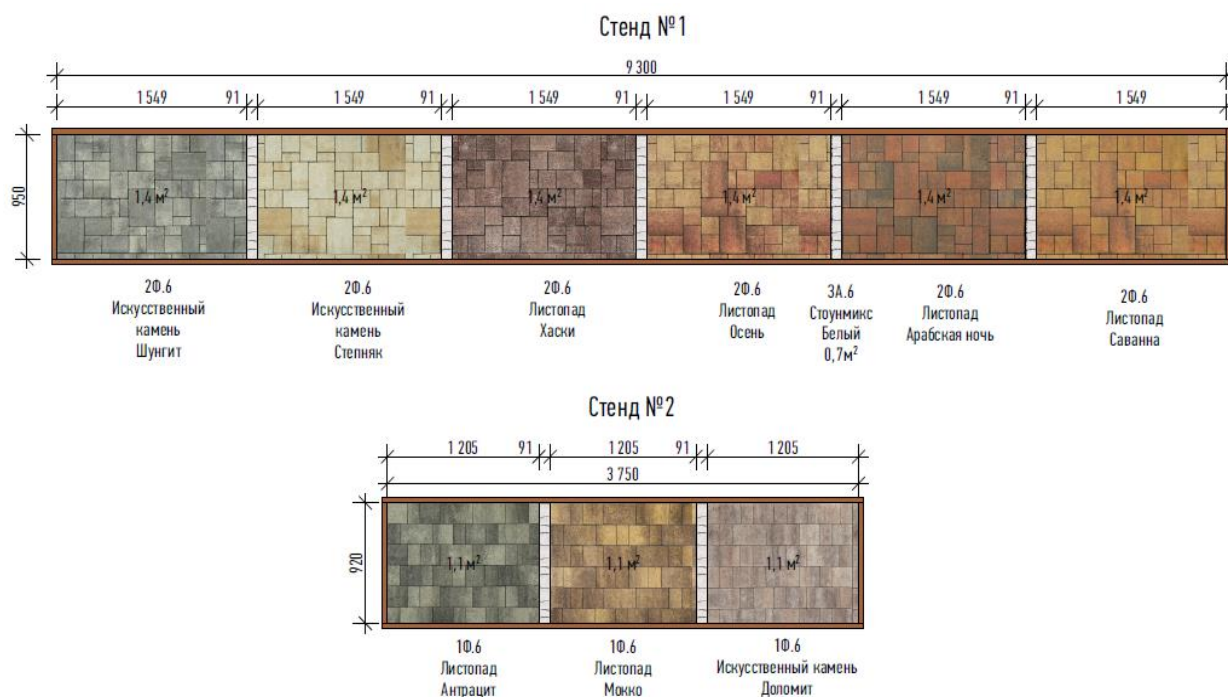 Стенд №1
9 300
1 549 91 1 549 91 1 549 91 1 549 91 1 549 91 1 549
950
1,4 м² 1,4 м² 1,4 м² 1,4 м² 1,4 м² 1,4 м²
2Ф.6
Искусственный
камень
Шунгит
2Ф.6
Искусственный
камень
Степняк
2Ф.6
Листопад
Хаски
2Ф.6
Листопад
Осень
3А.6
Стоунмикс
Белый
0,7м²
2Ф.6
Листопад
Арабская ночь
2Ф.6
Листопад
Саванна
Стенд №2
1 205 91 1 205 91 1 205
3 750
920
1,1 м² 1,1 м² 1,1 м²
1Ф.6
Листопад
Антрацит
1Ф.6
Листопад
Мокко
1Ф.6
Искусственный камень
Доломит